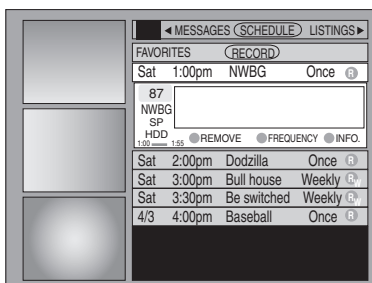 ◄ MESSAGES SCHEDULE LISTINGS ►
FAVORITES RECORD
Sat 1:00pm NWBG Once R
87
NWBG
SP
HDD
1:00 1:55 REMOVE FREQUENCY INFO.
Sat 2:00pm Dodzilla Once R
Sat 3:00pm Bull house Weekly RW
Sat 3:30pm Be switched Weekly RW
4/3 4:00pm Baseball Once R